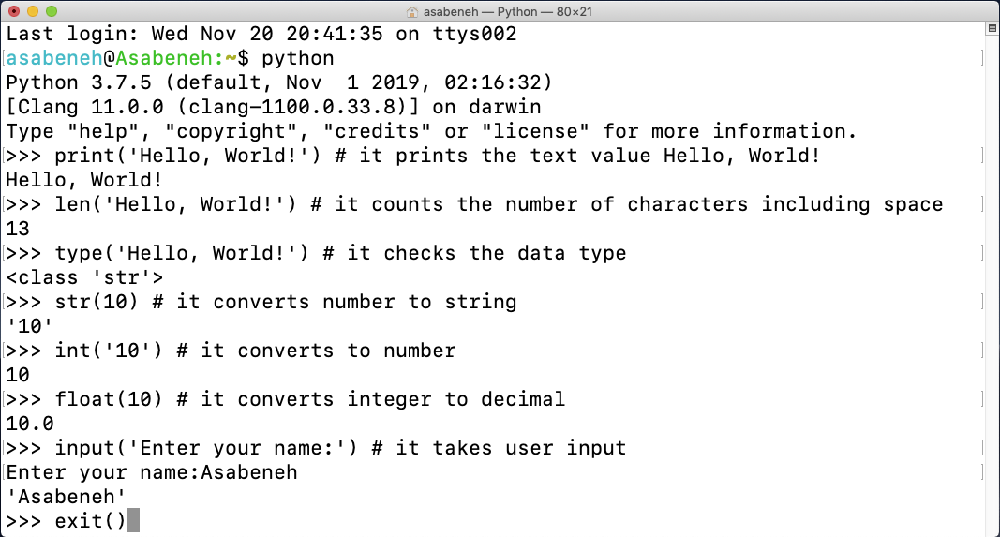 asabeneh — Python — 80×21
Last login: Wed Nov 20 20:41:35 on ttys002
asabeneh@Asabeneh:~$ python
Python 3.7.5 (default, Nov  1 2019, 02:16:32)
[Clang 11.0.0 (clang-1100.0.33.8)] on darwin
Type "help", "copyright", "credits" or "license" for more information.
>>> print('Hello, World!') # it prints the text value Hello, World!
Hello, World!
>>> len('Hello, World!') # it counts the number of characters including space
13
>>> type('Hello, World!') # it checks the data type
<class 'str'>
>>> str(10) # it converts number to string
'10'
>>> int('10') # it converts to number
10
>>> float(10) # it converts integer to decimal
10.0
>>> input('Enter your name:') # it takes user input
Enter your name:Asabeneh
'Asabeneh'
>>> exit()